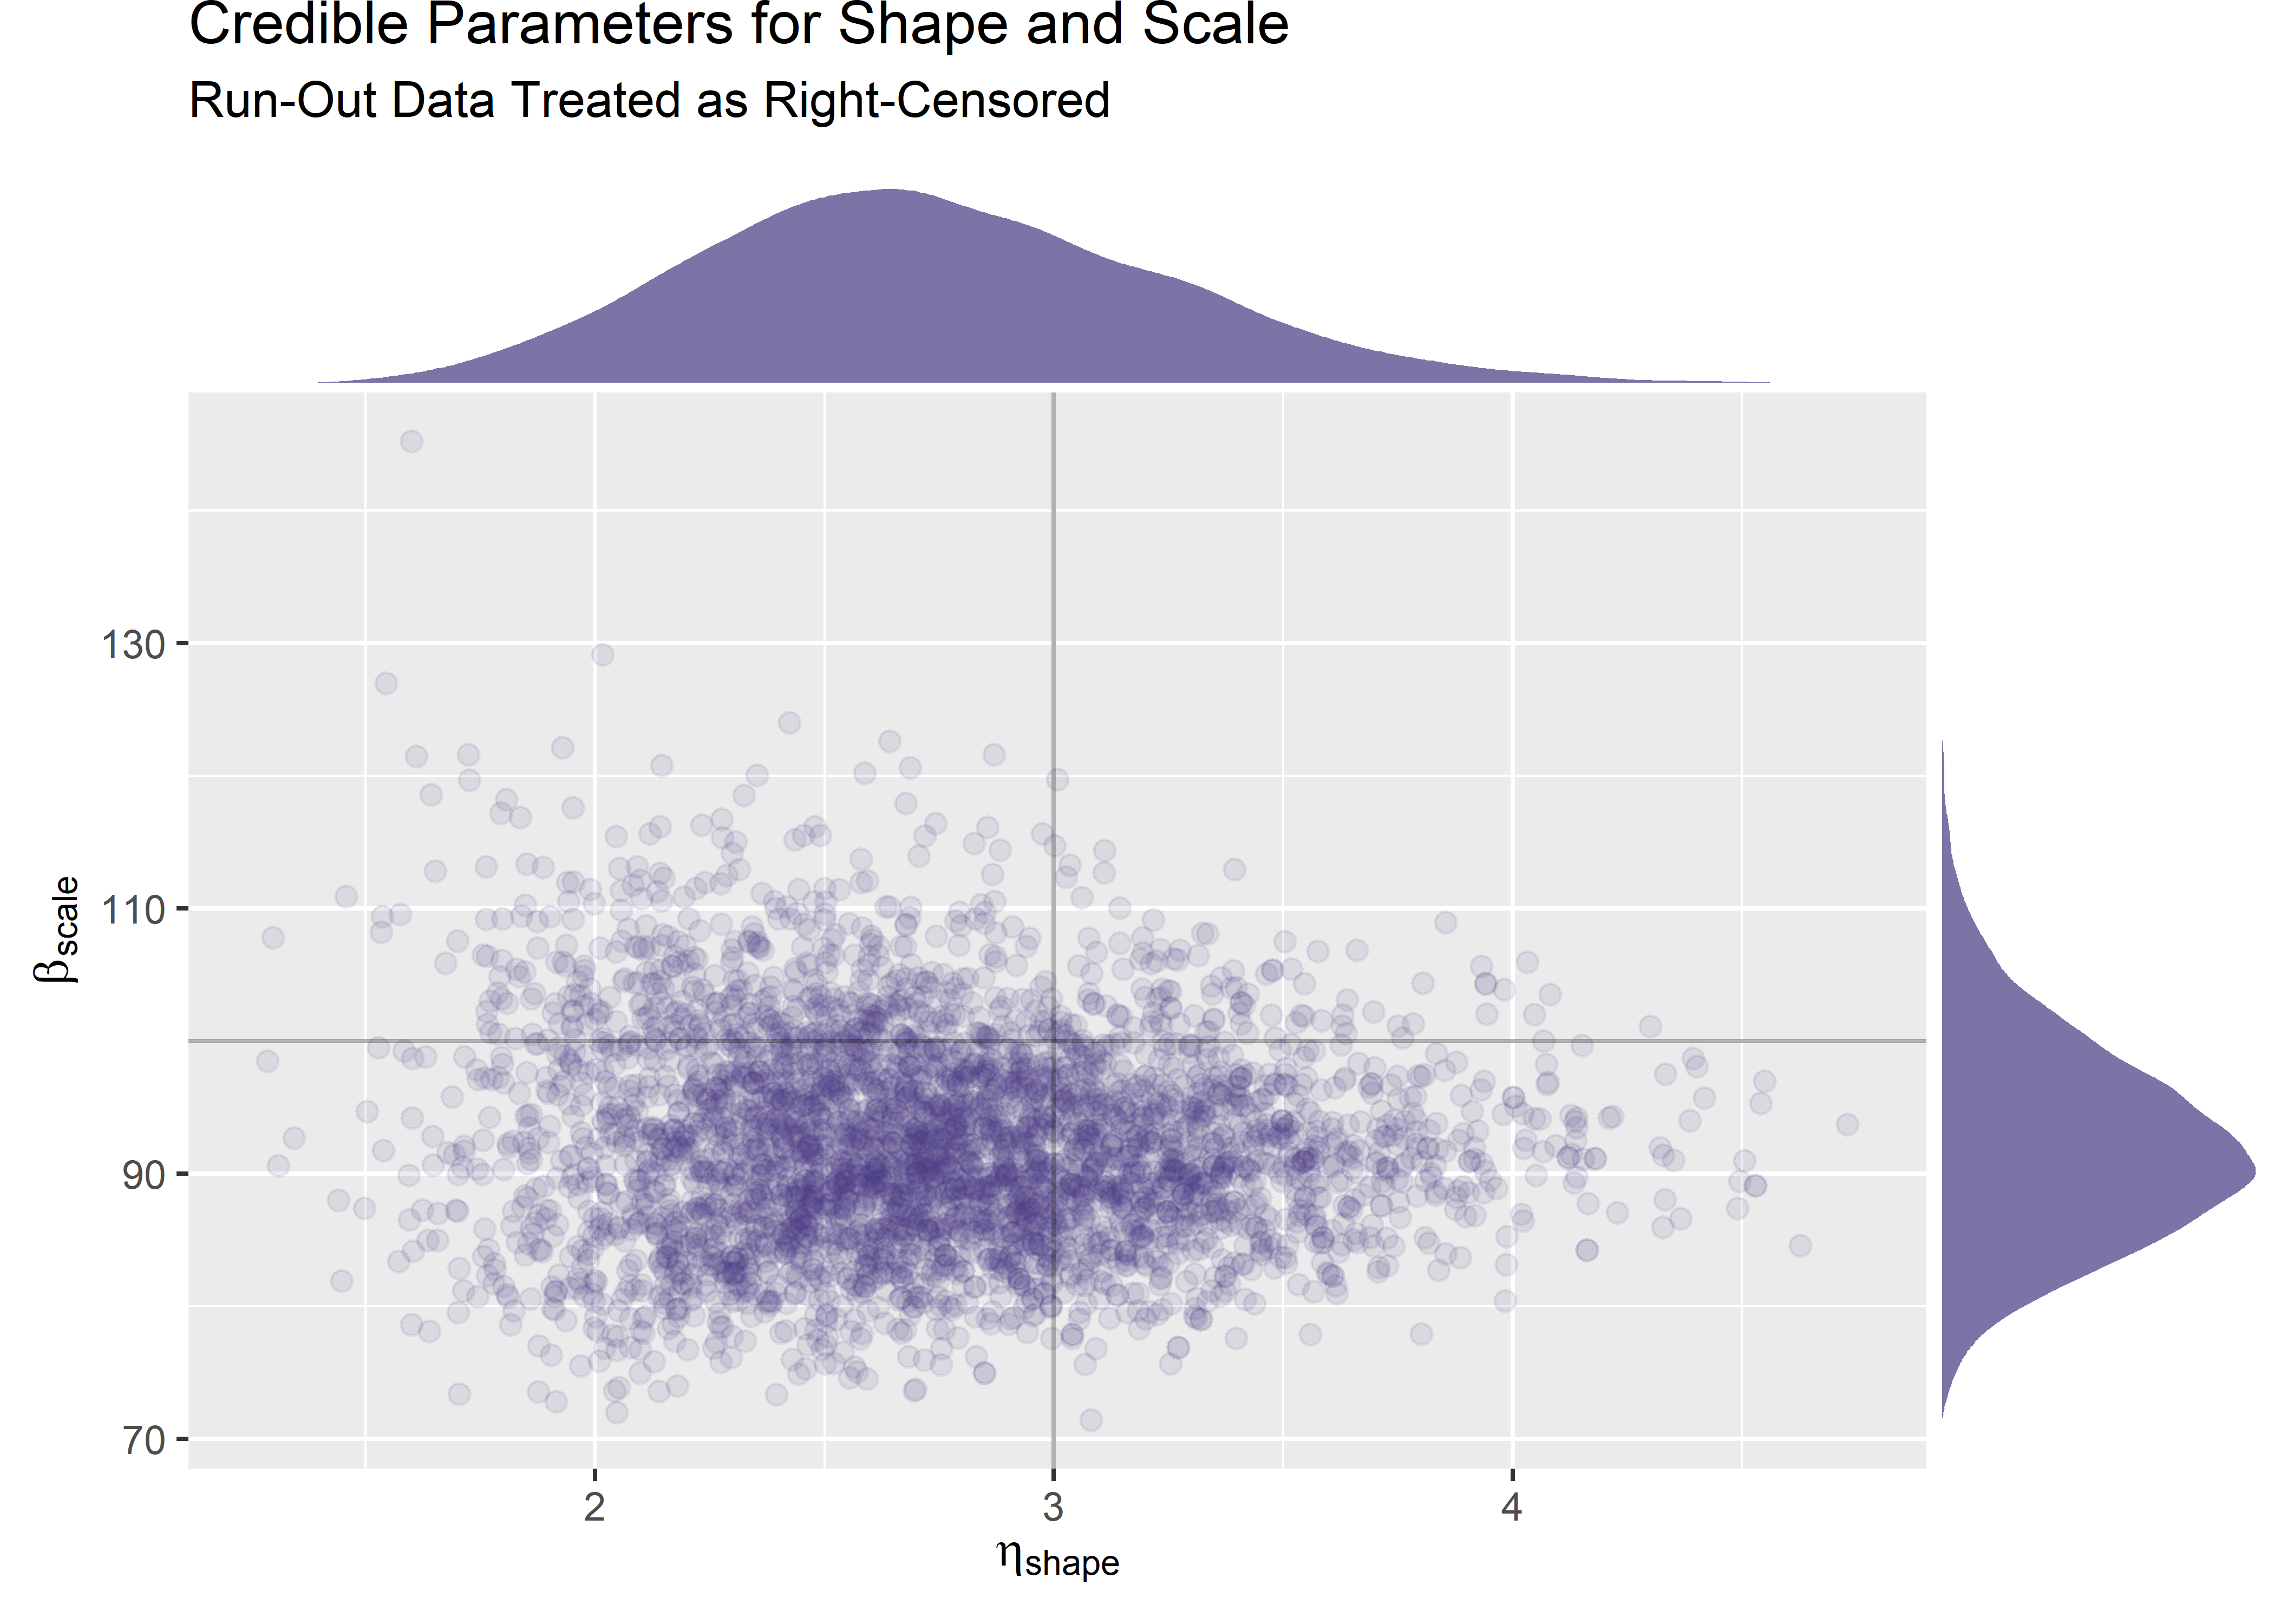 Credible Parameters for Shape and Scale
Run-Out Data Treated as Right-Censored
130
110
90
70
βscale
2
3
4
ηshape